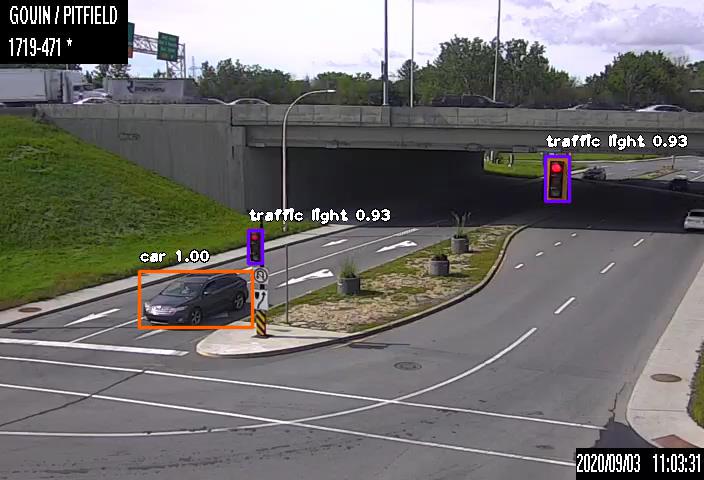 GOUIN / PITFIELD
1719-471 *
traffic light 0.93
traffic light 0.93
car 1.00
2020/09/03 11:03:31